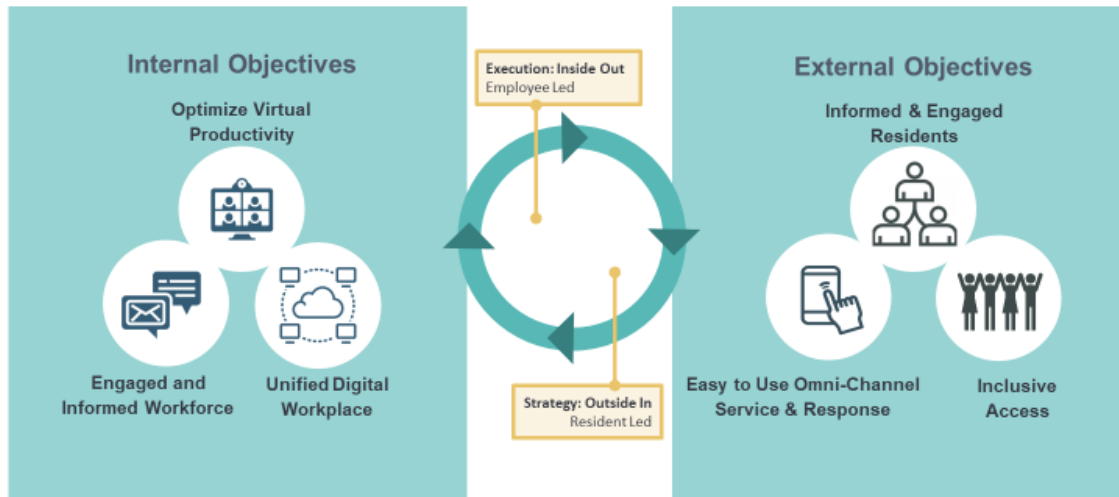 Internal Objectives
Optimize Virtual
Productivity
Engaged and
Informed Workforce
Unified Digital
Workplace
Execution: Inside Out
Employee Led
Strategy: Outside In
Resident Led
External Objectives
Informed & Engaged
Residents
Easy to Use Omni-Channel
Service & Response
Inclusive
Access